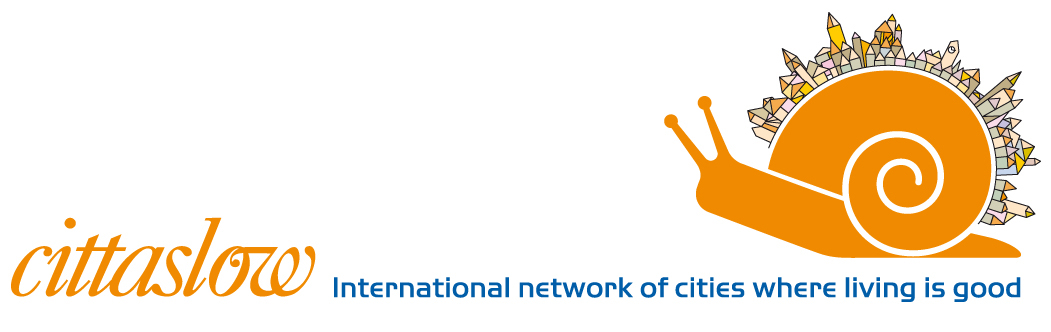 cittaslow
International network of cities where living is good